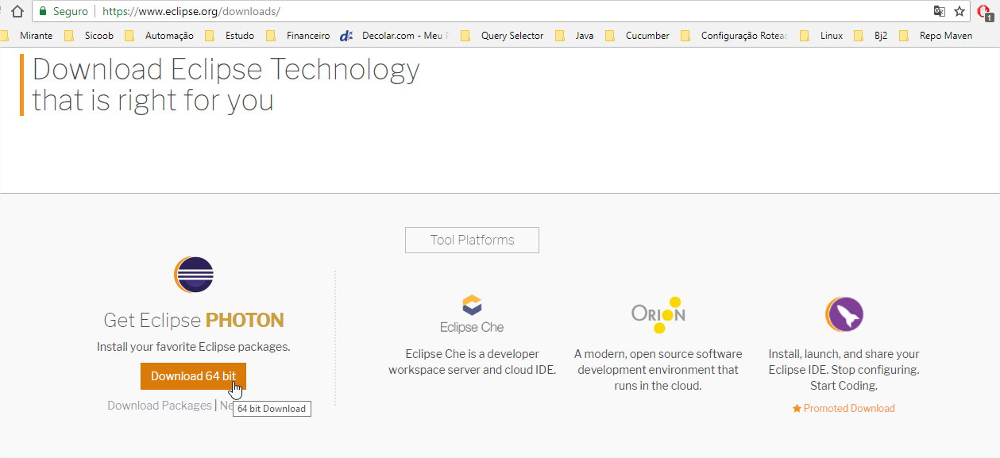 Seguro
https://www.eclipse.org/downloads/
1
Mirante
Sicoob
Automação
Estudo
Financeiro
Decolar.com - Meu
Query Selector
Java
Cucumber
Configuração
Linux
Bj2
Repo Maven
Download Eclipse Technology
that is right for you
Tool Platforms
Get Eclipse PHOTON
Install your favorite Eclipse packages.
Download 64 bit
Download Packages |
64 bit Download
Eclipse Che
Eclipse Che is a developer
workspace server and cloud IDE.
ORION
A modern, open source software
development environment that
runs in the cloud.
Install, launch, and share your
Eclipse IDE. Stop configuring.
Start Coding.
Promoted Download